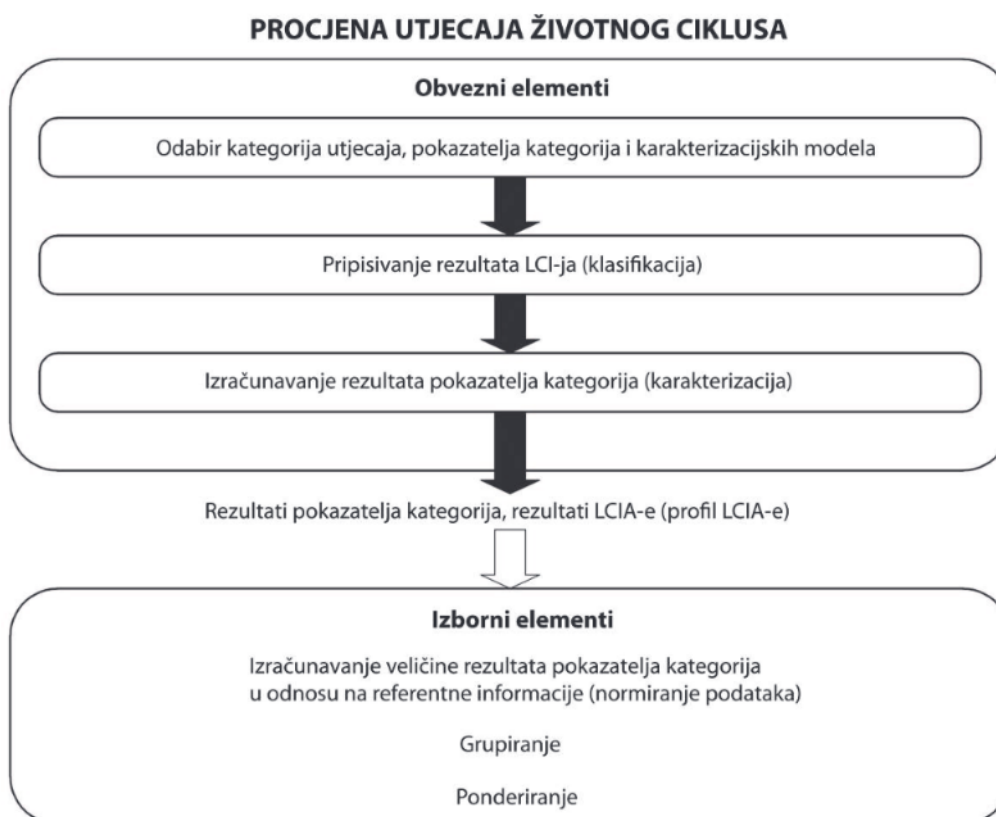 PROCJENA UTJECAJA ŽIVOTNOG CIKLUSA
Obvezni elementi
Odabir kategorija utjecaja, pokazatelja kategorija i karakterizacijskih modela
Pripisivanje rezultata LCI-ja (klasifikacija)
Izračunavanje rezultata pokazatelja kategorija (karakterizacija)
Rezultati pokazatelja kategorija, rezultati LCIA-e (profil LCIA-e)
Izborni elementi
Izračunavanje veličine rezultata pokazatelja kategorija
u odnosu na referentne informacije (normiranje podataka)
Grupiranje
Ponderiranje